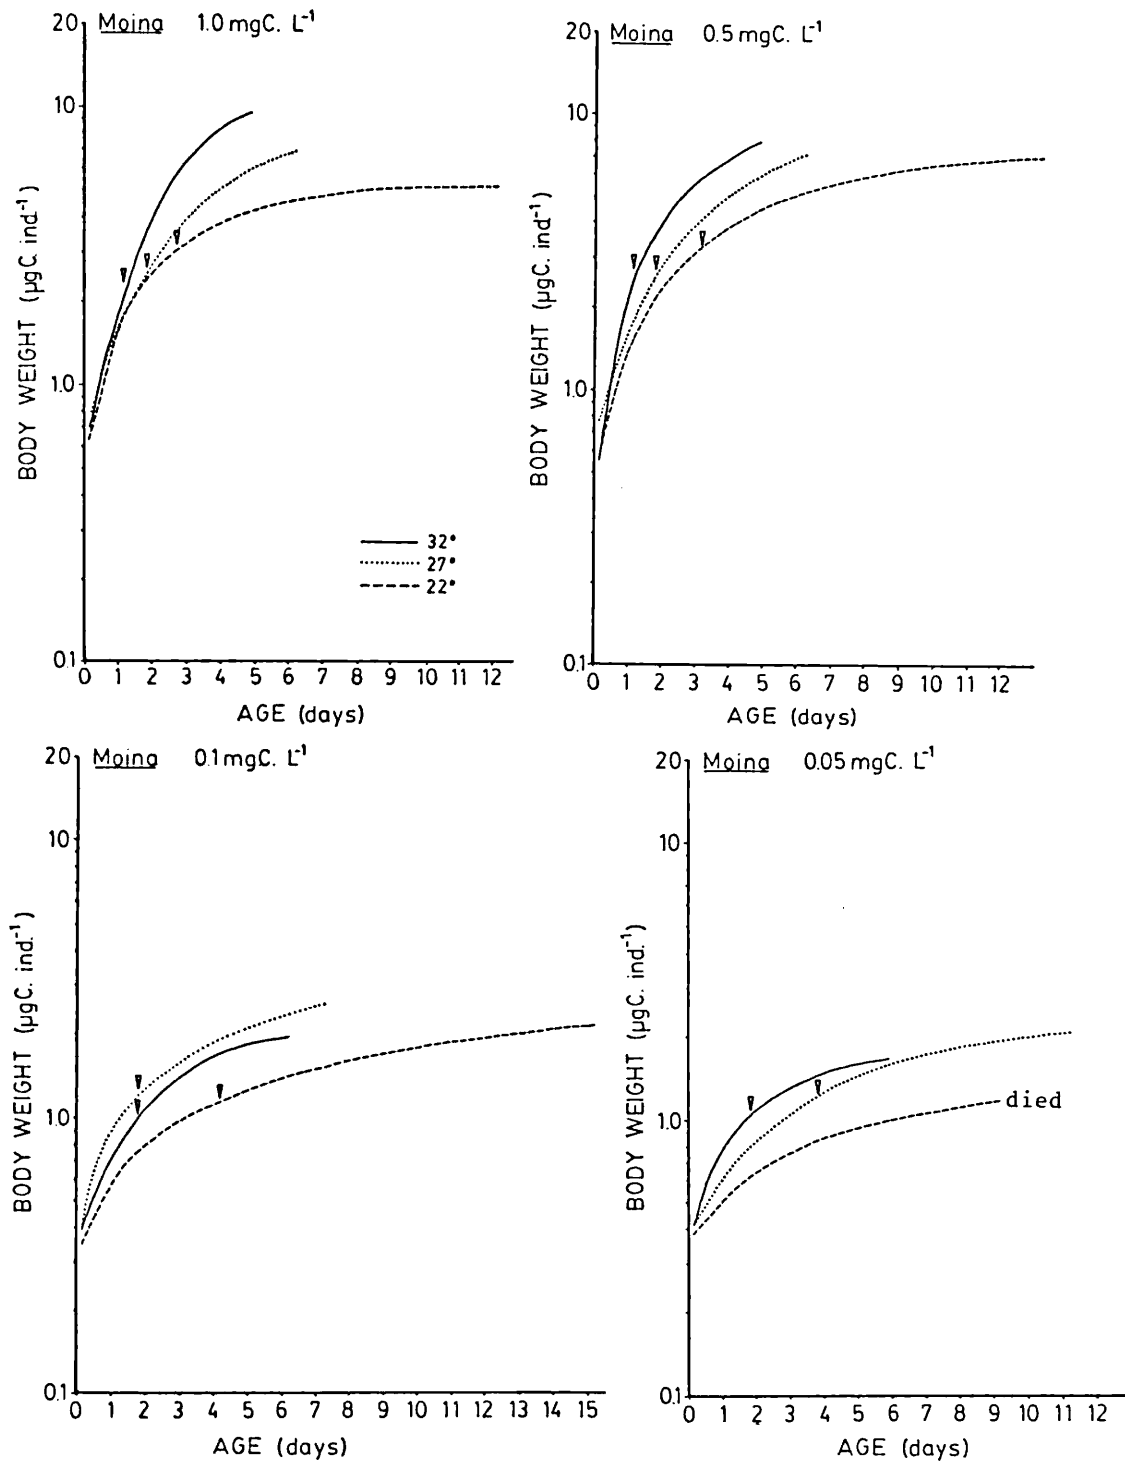 Moina 1.0 mgC. L⁻¹
20
10
1.0
0.1
BODY WEIGHT (µgC ind⁻¹)
32°
27°
22°
0 1 2 3 4 5 6 7 8 9 10 11 12
AGE (days)
Moina 0.5 mgC. L⁻¹
20
10
1.0
0.1
BODY WEIGHT (µgC. ind⁻¹)
0 1 2 3 4 5 6 7 8 9 10 11 12
AGE (days)
Moina 0.1 mgC. L⁻¹
20
10
1.0
0.1
BODY WEIGHT (µgC. ind.⁻¹)
0 1 2 3 4 5 6 7 8 9 10 11 12 13 14 15
AGE (days)
Moina 0.05 mgC. L⁻¹
20
10
1.0
0.1
BODY WEIGHT (µgC. ind.⁻¹)
died
0 1 2 3 4 5 6 7 8 9 10 11 12
AGE (days)